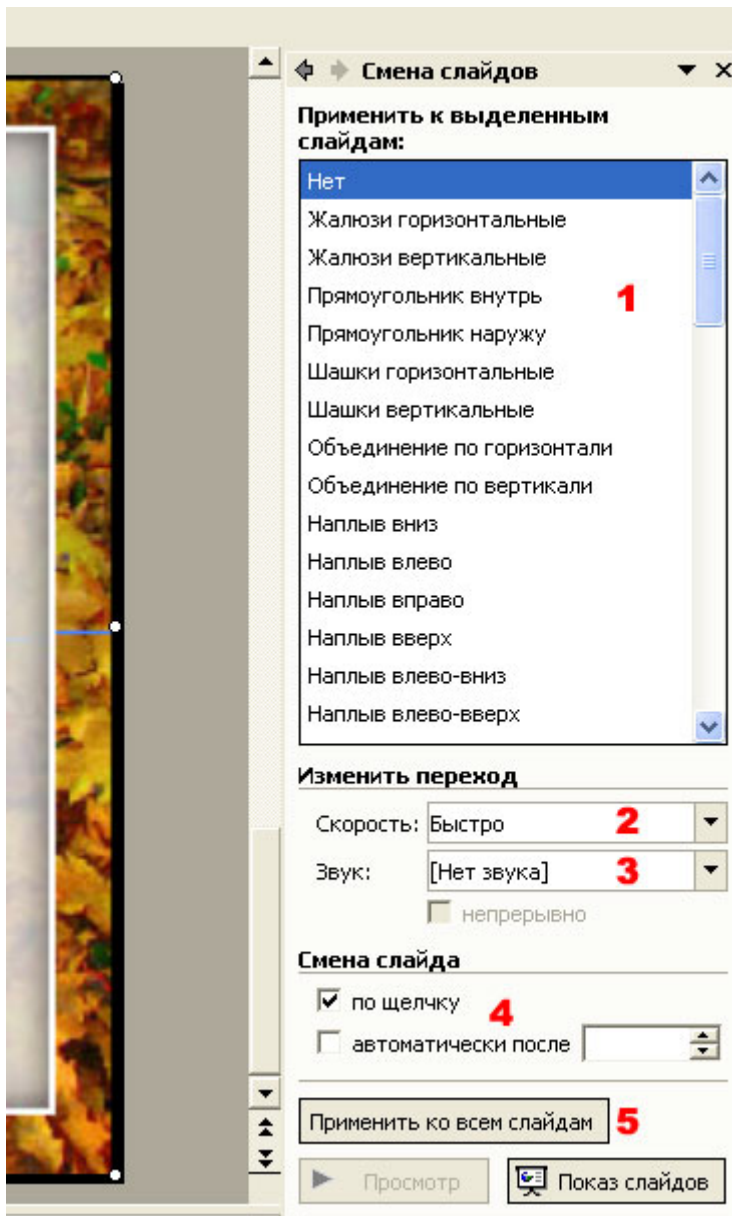 Смена слайдов
Применить к выделенным
слайдам:
Нет
Жалюзи горизонтальные
Жалюзи вертикальные
Прямоугольник внутрь 1
Прямоугольник наружу
Шашки горизонтальные
Шашки вертикальные
Объединение по горизонтали
Объединение по вертикали
Наплыв вниз
Наплыв влево
Наплыв вправо
Наплыв вверх
Наплыв влево-вниз
Наплыв влево-вверх
Изменить переход
Скорость: Быстро 2
Звук: [Нет звука] 3
непрерывно
Смена слайда
по щелчку 4
автоматически после
Применить ко всем слайдам 5
Просмотр Показ слайдов